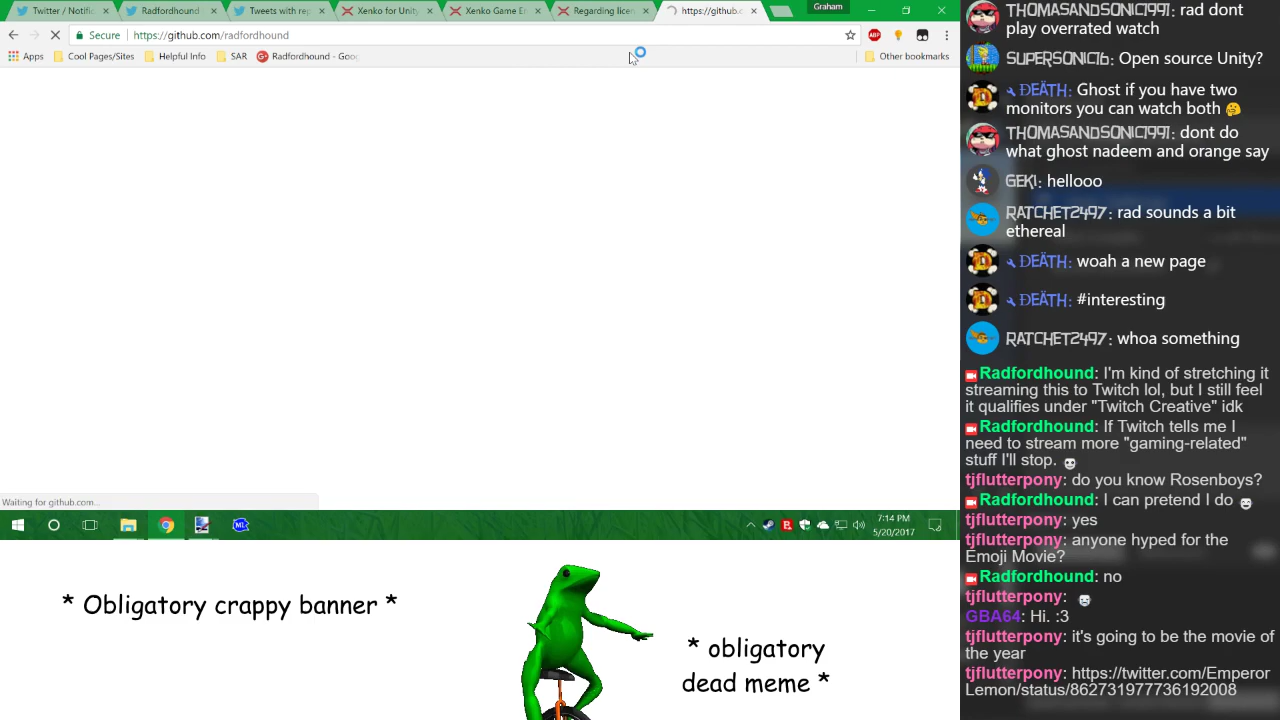 Twitter / Notific
Radfordhound
Tweets with rep
Xenko for Unity
Xenko Game En
Regarding licen
https://github.c
Graham
Secure
https://github.com/radfordhound
Apps
Cool Pages/Sites
Helpful Info
SAR
Radfordhound - Goo
Other bookmarks
Waiting for github.com...
7:14 PM
5/20/2017
* Obligatory crappy banner *
* obligatory
dead meme *
THOMASANDSONIC1991: rad dont
play overrated watch
SUPERSONIC16: Open source Unity?
ÐEÄTH: Ghost if you have two
monitors you can watch both 🤔
THOMASANDSONIC1991: dont do
what ghost nadeem and orange say
GEKI: hellooo
RATCHET2497: rad sounds a bit
ethereal
ÐEÄTH: woah a new page
ÐEÄTH: #interesting
RATCHET2497: whoa something
Radfordhound: I'm kind of stretching it
streaming this to Twitch lol, but I still feel
it qualifies under "Twitch Creative" idk
Radfordhound: If Twitch tells me I
need to stream more "gaming-related"
stuff I'll stop.
tjflutterpony: do you know Rosenboys?
Radfordhound: I can pretend I do
tjflutterpony: yes
tjflutterpony: anyone hyped for the
Emoji Movie?
Radfordhound: no
tjflutterpony:
GBA64: Hi. :3
tjflutterpony: it's going to be the movie of
the year
tjflutterpony: https://twitter.com/Emperor
Lemon/status/862731977736192008